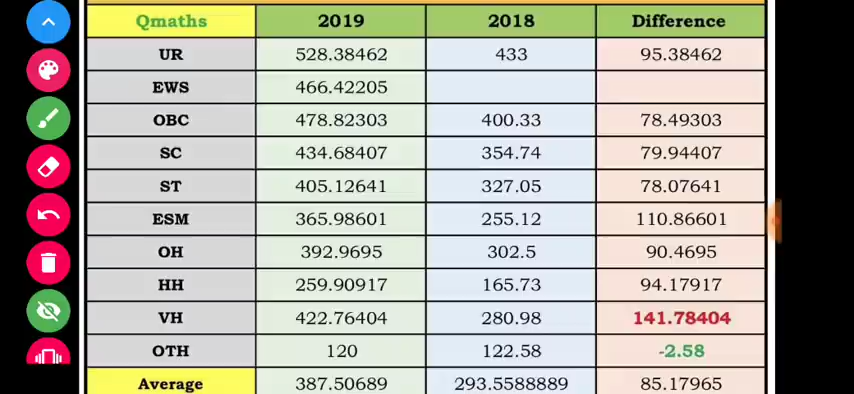 Qmaths 2019 2018 Difference
UR 528.38462 433 95.38462
EWS 466.42205
OBC 478.82303 400.33 78.49303
SC 434.68407 354.74 79.94407
ST 405.12641 327.05 78.07641
ESM 365.98601 255.12 110.86601
OH 392.9695 302.5 90.4695
HH 259.90917 165.73 94.17917
VH 422.76404 280.98 141.78404
OTH 120 122.58 -2.58
Average 387.50689 293.5588889 85.17965